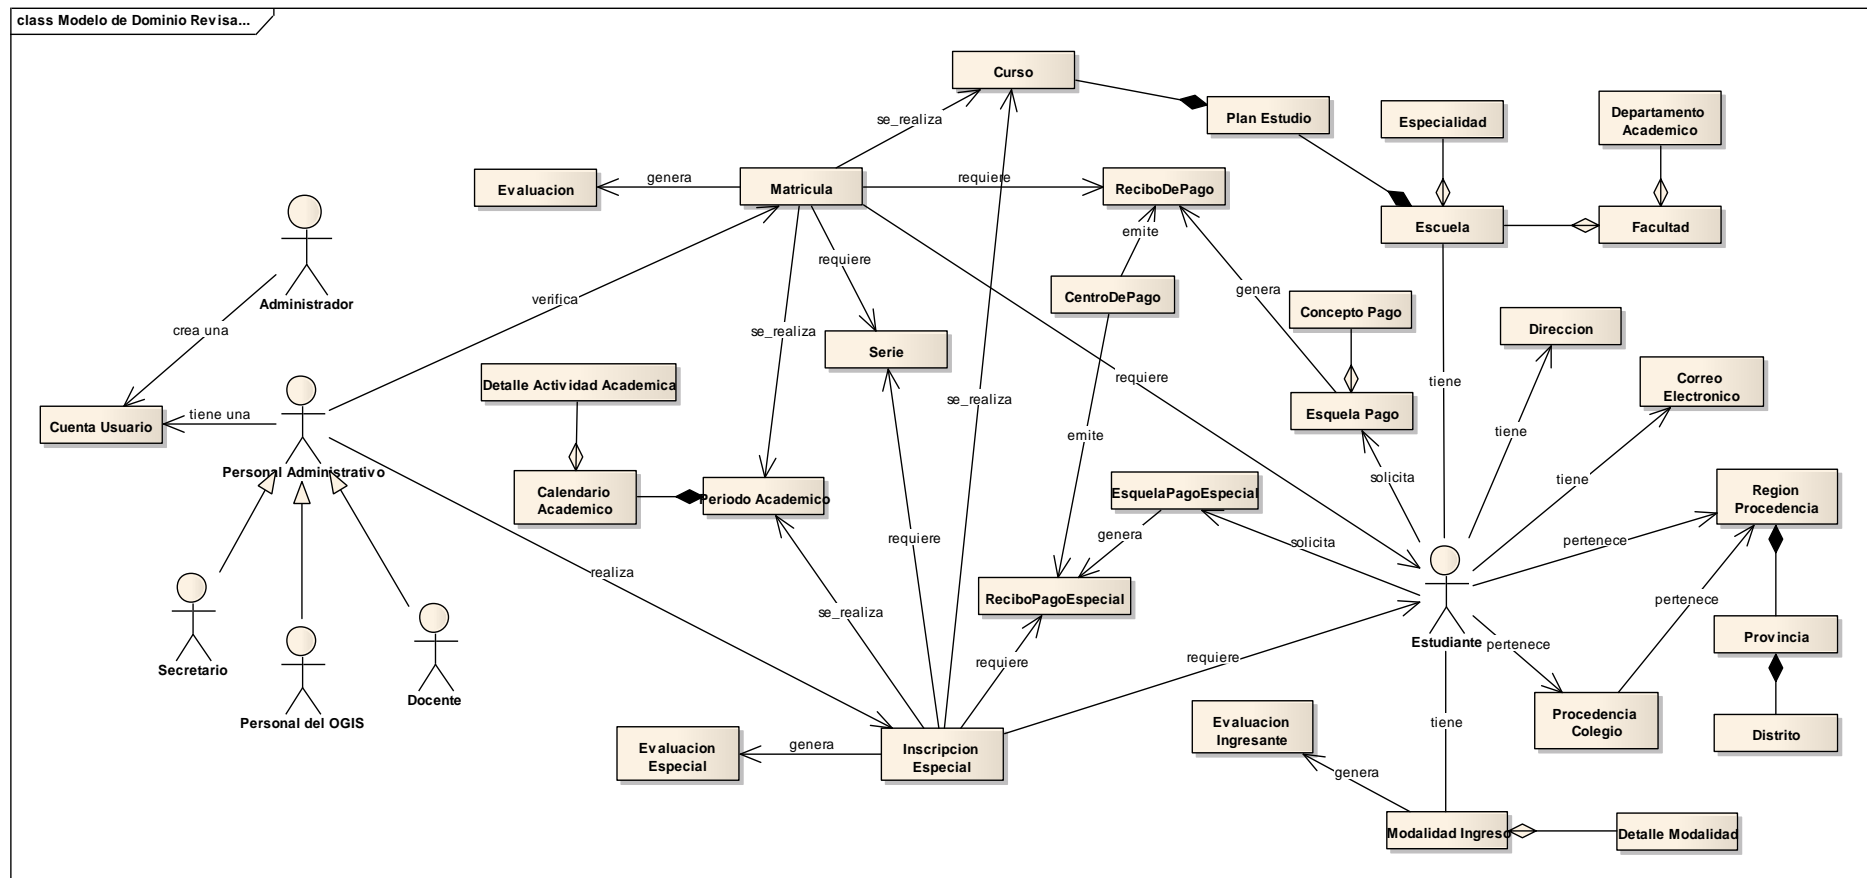 class Modelo de Dominio Revisa...
Curso
Plan Estudio
Especialidad
Departamento
Academico
se_realiza
Evaluacion
genera
Matricula
requiere
ReciboDePago
Escuela
Facultad
emite
requiere
Administrador
verifica
CentroDePago
genera
Concepto Pago
Direccion
crea una
se_realiza
Serie
Detalle Actividad Academica
requiere
tiene
Correo
Electronico
se_realiza
Cuenta Usuario
tiene una
Esquela Pago
emite
tiene
Personal Administrativo
solicita
tiene
Calendario
Academico
Periodo Academico
EsquelaPagoEspecial
Region
Procedencia
genera
requiere
solicita
pertenece
realiza
ReciboPagoEspecial
pertenece
se_realiza
Estudiante
pertenece
Provincia
Secretario
requiere
requiere
Docente
Personal del OGIS
Evaluacion
Ingresante
tiene
Procedencia
Colegio
Distrito
Evaluacion
Especial
genera
Inscripcion
Especial
genera
Modalidad Ingreso
Detalle Modalidad